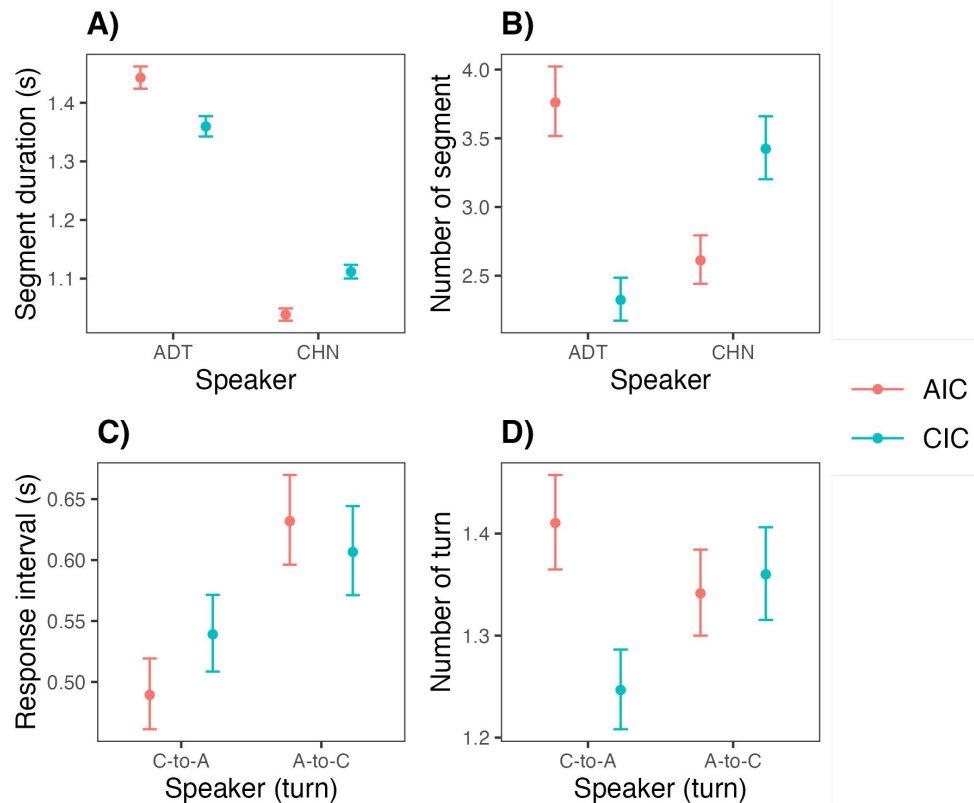 A)
Segment duration (s)
1.4
1.3
1.2
1.1
ADT CHN
Speaker
B)
Number of segment
4.0
3.5
3.0
2.5
ADT CHN
Speaker
AIC
CIC
C)
Response interval (s)
0.65
0.60
0.55
0.50
C-to-A A-to-C
Speaker (turn)
D)
Number of turn
1.4
1.3
1.2
C-to-A A-to-C
Speaker (turn)